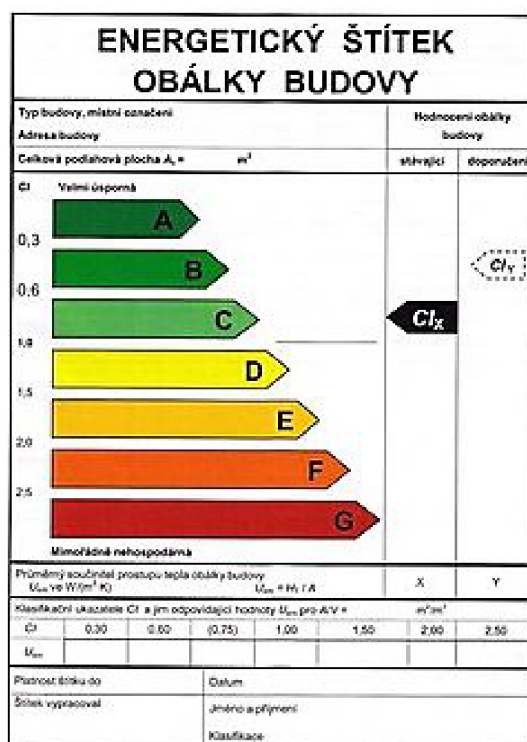 ENERGETICKÝ ŠTÍTEK
OBÁLKY BUDOVY
Typ budovy, místní označení
Adresa budovy
Hodnocení obálky
budovy
Celková podlahová plocha Ac = m²
stávající doporučení
CI Velmi úsporná
A
0,3
B
CIY
0,6
C
CIX
1,0
D
1,5
E
2,0
F
2,5
G
Mimořádně nehospodárná
Průměrný součinitel prostupu tepla obálky budovy
Uem ve W/(m² K) Uem = HT / A
X Y
Klasifikační ukazatele CI a jim odpovídající hodnoty Uem pro A/V = m²/m³
CI 0,30 0,60 (0,75) 1,00 1,50 2,00 2,50
Uem
Platnost štítku do Datum
Štítek vypracoval
Jméno a příjmení
Klasifikace